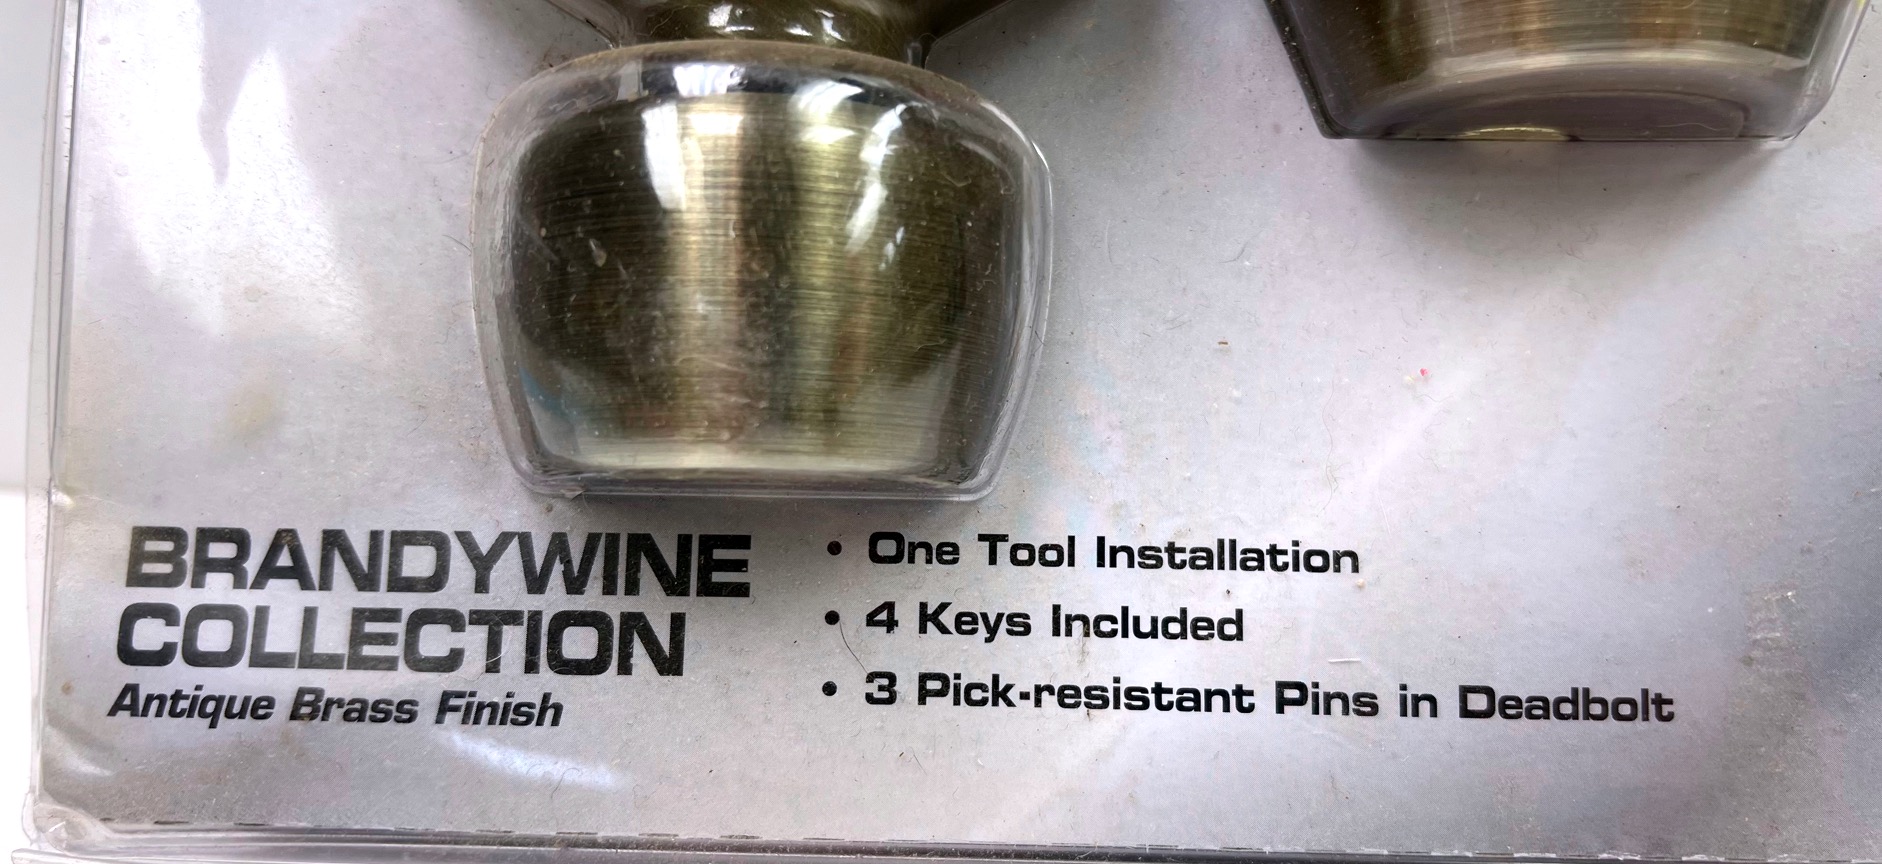 BRANDYWINE
COLLECTION
Antique Brass Finish
• One Tool Installation
• 4 Keys Included
• 3 Pick-resistant Pins in Deadbolt